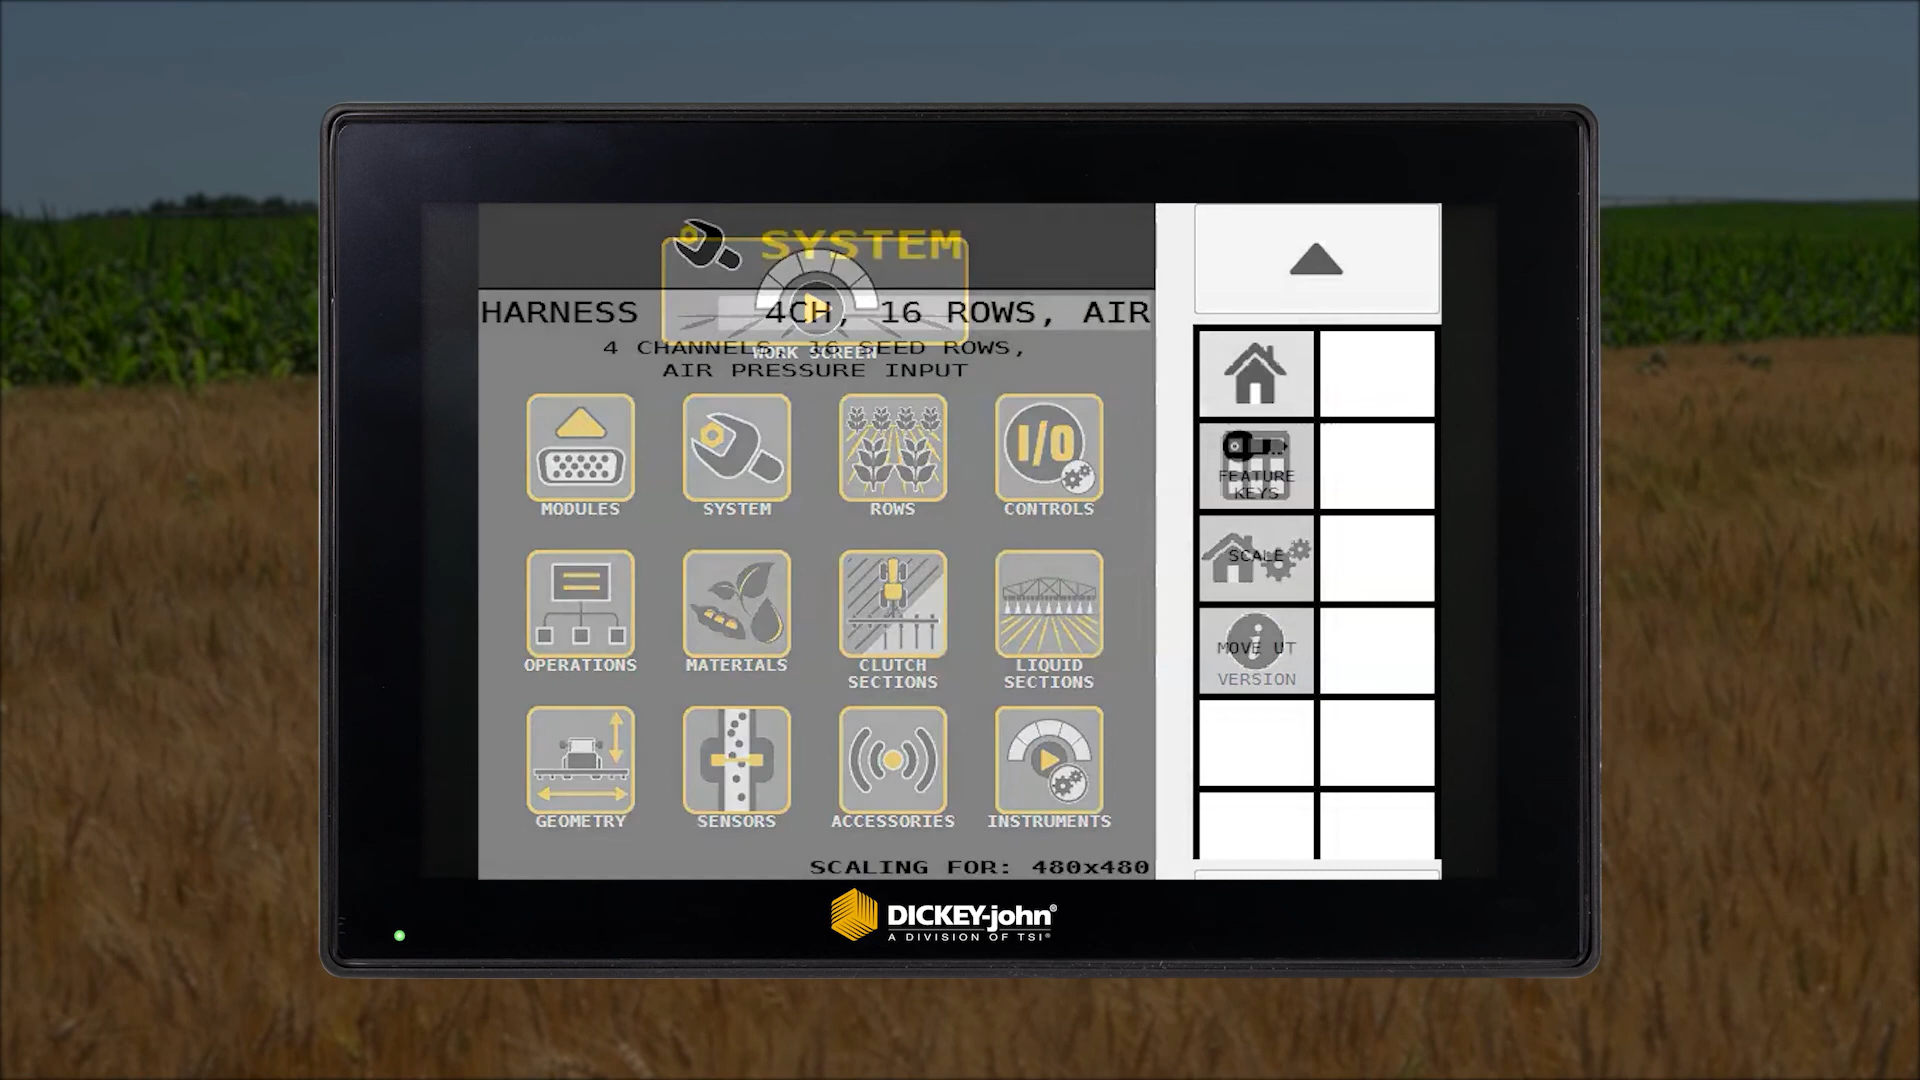 SYSTEM
HARNESS 4CH, 16 ROWS, AIR
4 CHANNELS, 16 SEED ROWS,
WORK SCREEN
AIR PRESSURE INPUT
MODULES
SYSTEM
ROWS
I/O
CONTROLS
OPERATIONS
MATERIALS
CLUTCH
SECTIONS
LIQUID
SECTIONS
GEOMETRY
SENSORS
ACCESSORIES
INSTRUMENTS
SCALING FOR: 480x480
FEATURE
KEYS
SCALE
i
MOVE UT
VERSION
DICKEY-john®
A DIVISION OF TSI®